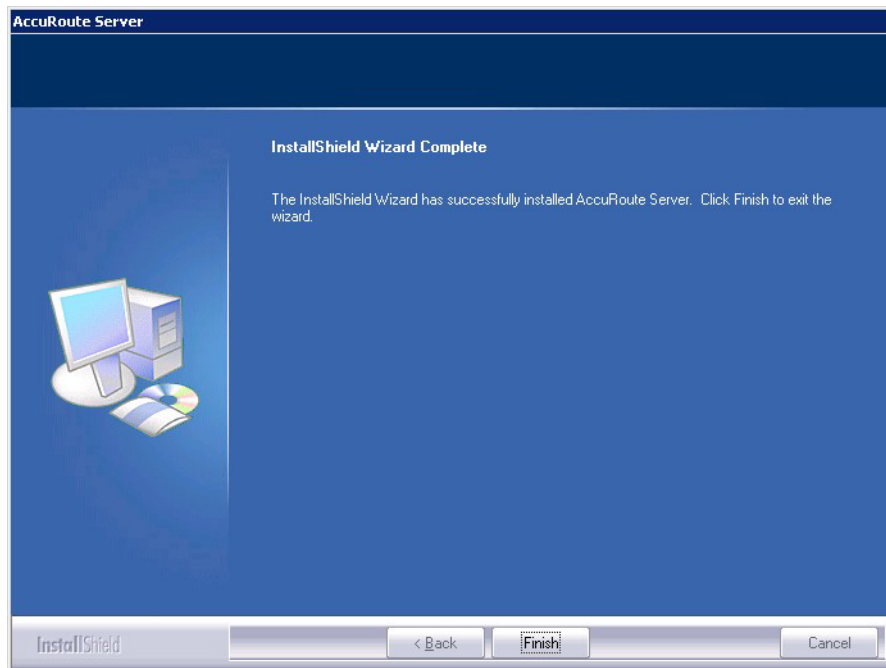 AccuRoute Server
InstallShield Wizard Complete
The InstallShield Wizard has successfully installed AccuRoute Server.  Click Finish to exit the
wizard.
InstallShield
< Back
Finish
Cancel